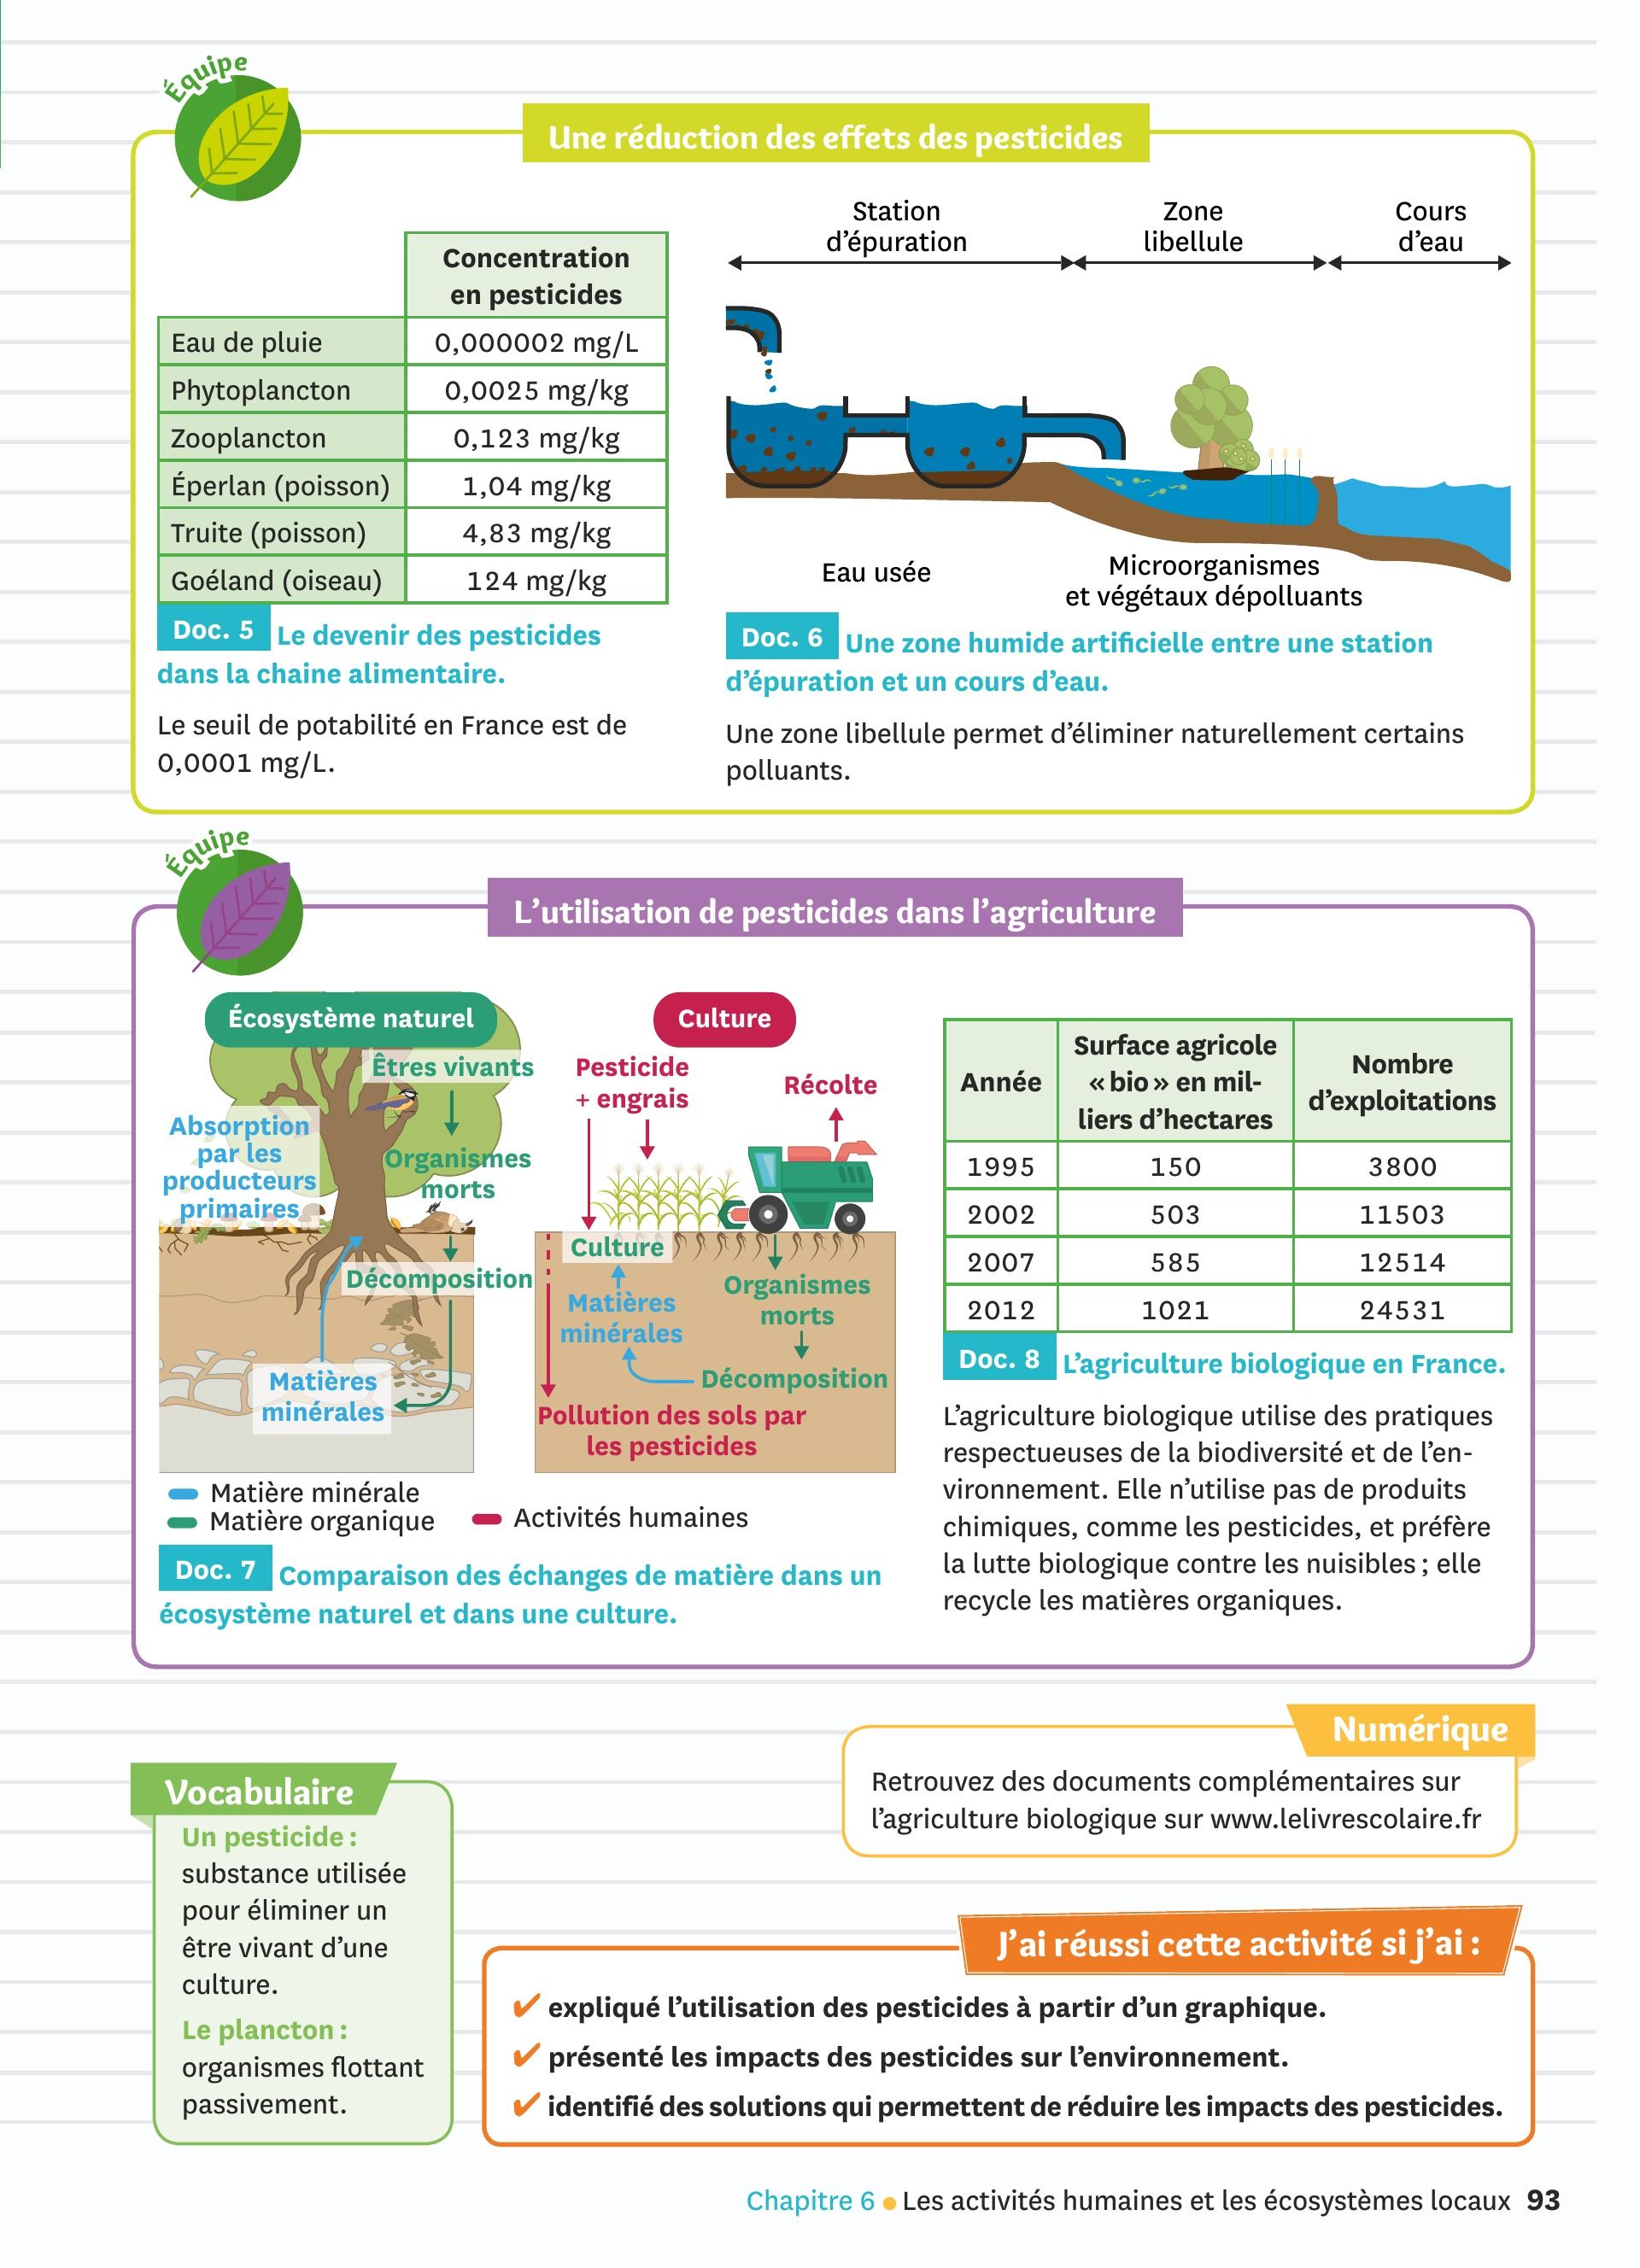 Équipe
Une réduction des effets des pesticides
Concentration
en pesticides
Eau de pluie 0,000002 mg/L
Phytoplancton 0,0025 mg/kg
Zooplancton 0,123 mg/kg
Éperlan (poisson) 1,04 mg/kg
Truite (poisson) 4,83 mg/kg
Goéland (oiseau) 124 mg/kg
Doc. 5 Le devenir des pesticides
dans la chaine alimentaire.
Le seuil de potabilité en France est de
0,0001 mg/L.
Station
d’épuration
Zone
libellule
Cours
d’eau
Eau usée
Microorganismes
et végétaux dépolluants
Doc. 6 Une zone humide artificielle entre une station
d’épuration et un cours d’eau.
Une zone libellule permet d’éliminer naturellement certains
polluants.
Équipe
L’utilisation de pesticides dans l’agriculture
Écosystème naturel
Êtres vivants
Absorption
par les
producteurs
primaires
Organismes
morts
Décomposition
Matières
minérales
Culture
Pesticide
+ engrais
Récolte
Culture
Matières
minérales
Organismes
morts
Décomposition
Pollution des sols par
les pesticides
Matière minérale
Matière organique
Activités humaines
Doc. 7 Comparaison des échanges de matière dans un
écosystème naturel et dans une culture.
Année
Surface agricole
« bio » en mil-
liers d’hectares
Nombre
d’exploitations
1995 150 3800
2002 503 11503
2007 585 12514
2012 1021 24531
Doc. 8 L’agriculture biologique en France.
L’agriculture biologique utilise des pratiques
respectueuses de la biodiversité et de l’en-
vironnement. Elle n’utilise pas de produits
chimiques, comme les pesticides, et préfère
la lutte biologique contre les nuisibles ; elle
recycle les matières organiques.
Numérique
Retrouvez des documents complémentaires sur
l’agriculture biologique sur www.lelivrescolaire.fr
Vocabulaire
Un pesticide :
substance utilisée
pour éliminer un
être vivant d’une
culture.
Le plancton :
organismes flottant
passivement.
J’ai réussi cette activité si j’ai :
✔ expliqué l’utilisation des pesticides à partir d’un graphique.
✔ présenté les impacts des pesticides sur l’environnement.
✔ identifié des solutions qui permettent de réduire les impacts des pesticides.
Chapitre 6 • Les activités humaines et les écosystèmes locaux 93